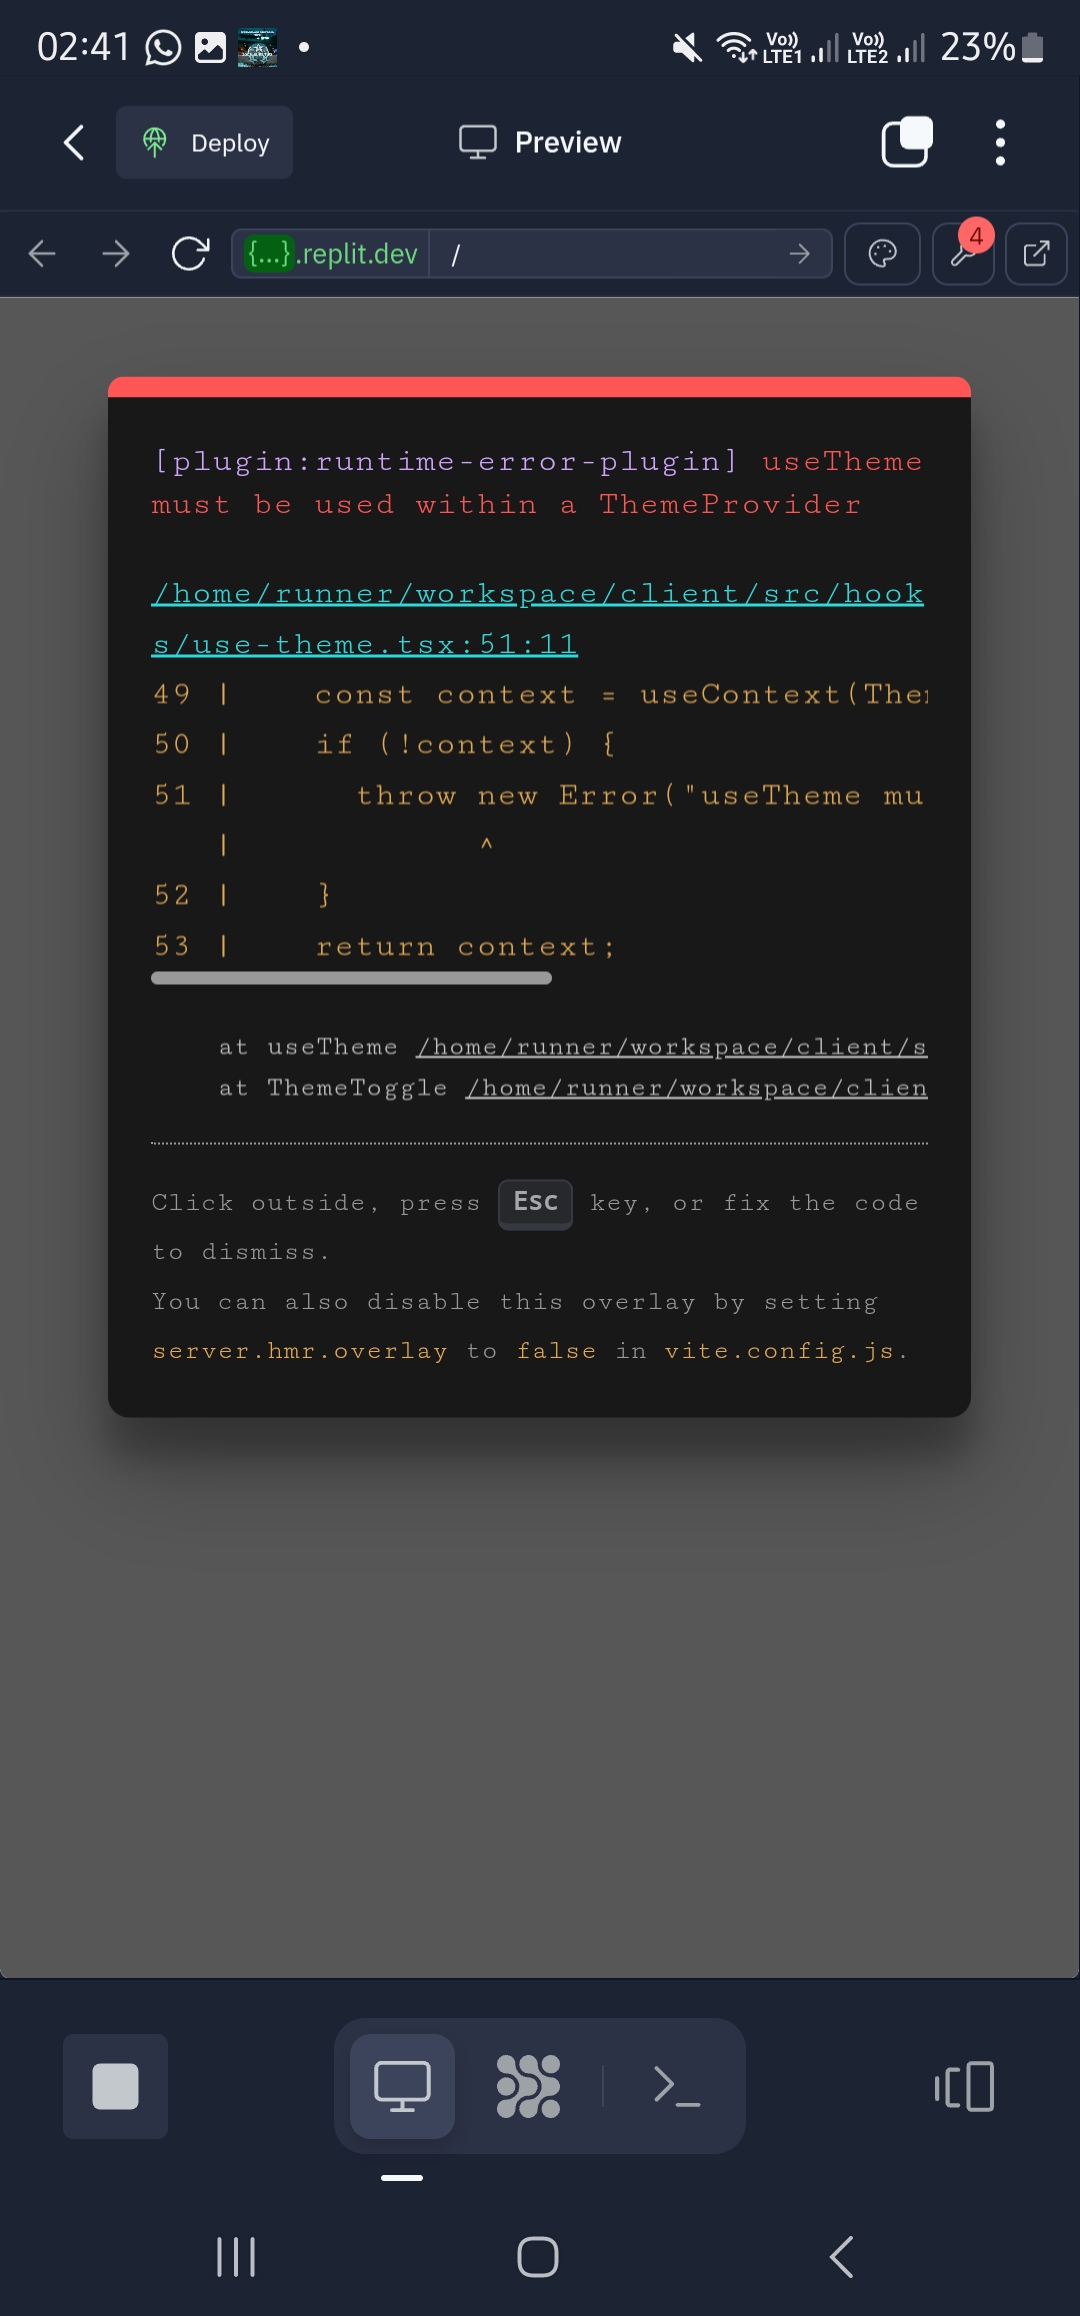 02:41
Vo)) LTE1 Vo)) LTE2 23%
Deploy Preview
{...}.replit.dev / 4
[plugin:runtime-error-plugin] useTheme
must be used within a ThemeProvider
/home/runner/workspace/client/src/hook
s/use-theme.tsx:51:11
49 | const context = useContext(Them
50 | if (!context) {
51 | throw new Error("useTheme mu
| ^
52 | }
53 | return context;
at useTheme /home/runner/workspace/client/s
at ThemeToggle /home/runner/workspace/clien
Click outside, press Esc key, or fix the code
to dismiss.
You can also disable this overlay by setting
server.hmr.overlay to false in vite.config.js.